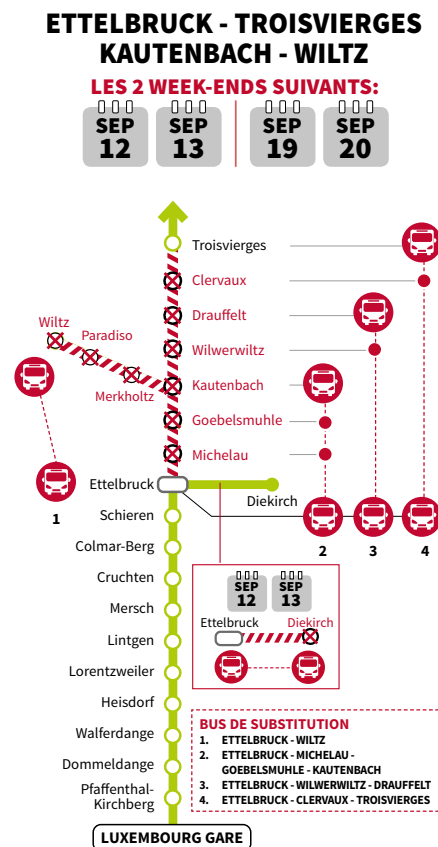 ETTELBRUCK - TROISVIERGES
KAUTENBACH - WILTZ
LES 2 WEEK-ENDS SUIVANTS:
SEP
12
SEP
13
SEP
19
SEP
20
Troisvierges
Clervaux
Drauffelt
Wiltz
Paradiso
Wilwerwiltz
Merkholtz
Kautenbach
Goebelsmuhle
Michelau
Ettelbruck
Diekirch
1
Schieren
2
3
4
Colmar-Berg
Cruchten
SEP
12
SEP
13
Mersch
Ettelbruck
Diekirch
Lintgen
Lorentzweiler
Heisdorf
Walferdange
Dommeldange
Pfaffenthal-
Kirchberg
LUXEMBOURG GARE
BUS DE SUBSTITUTION
1. ETTELBRUCK - WILTZ
2. ETTELBRUCK - MICHELAU -
GOEBELSMUHLE - KAUTENBACH
3. ETTELBRUCK - WILWERWILTZ - DRAUFFELT
4. ETTELBRUCK - CLERVAUX - TROISVIERGES